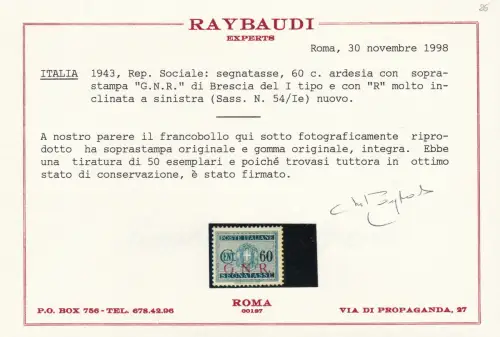 26
RAYBAUDI
EXPERTS
Roma, 30 novembre 1998
ITALIA 1943, Rep. Sociale: segnatasse, 60 c. ardesia con sopra-
stampa "G.N.R." di Brescia del I tipo e con "R" molto in-
clinata a sinistra (Sass. N. 54/Ie) nuovo.
A nostro parere il francobollo qui sotto fotograficamente ripro-
dotto ha soprastampa originale e gomma originale, integra. Ebbe
una tiratura di 50 esemplari e poiché trovasi tuttora in ottimo
stato di conservazione, è stato firmato.
POSTE ITALIANE
CENT. 60
G.N.R.
SEGNATASSE
ROMA
00187
P.O. BOX 756 - TEL. 678.42.96
VIA DI PROPAGANDA, 27